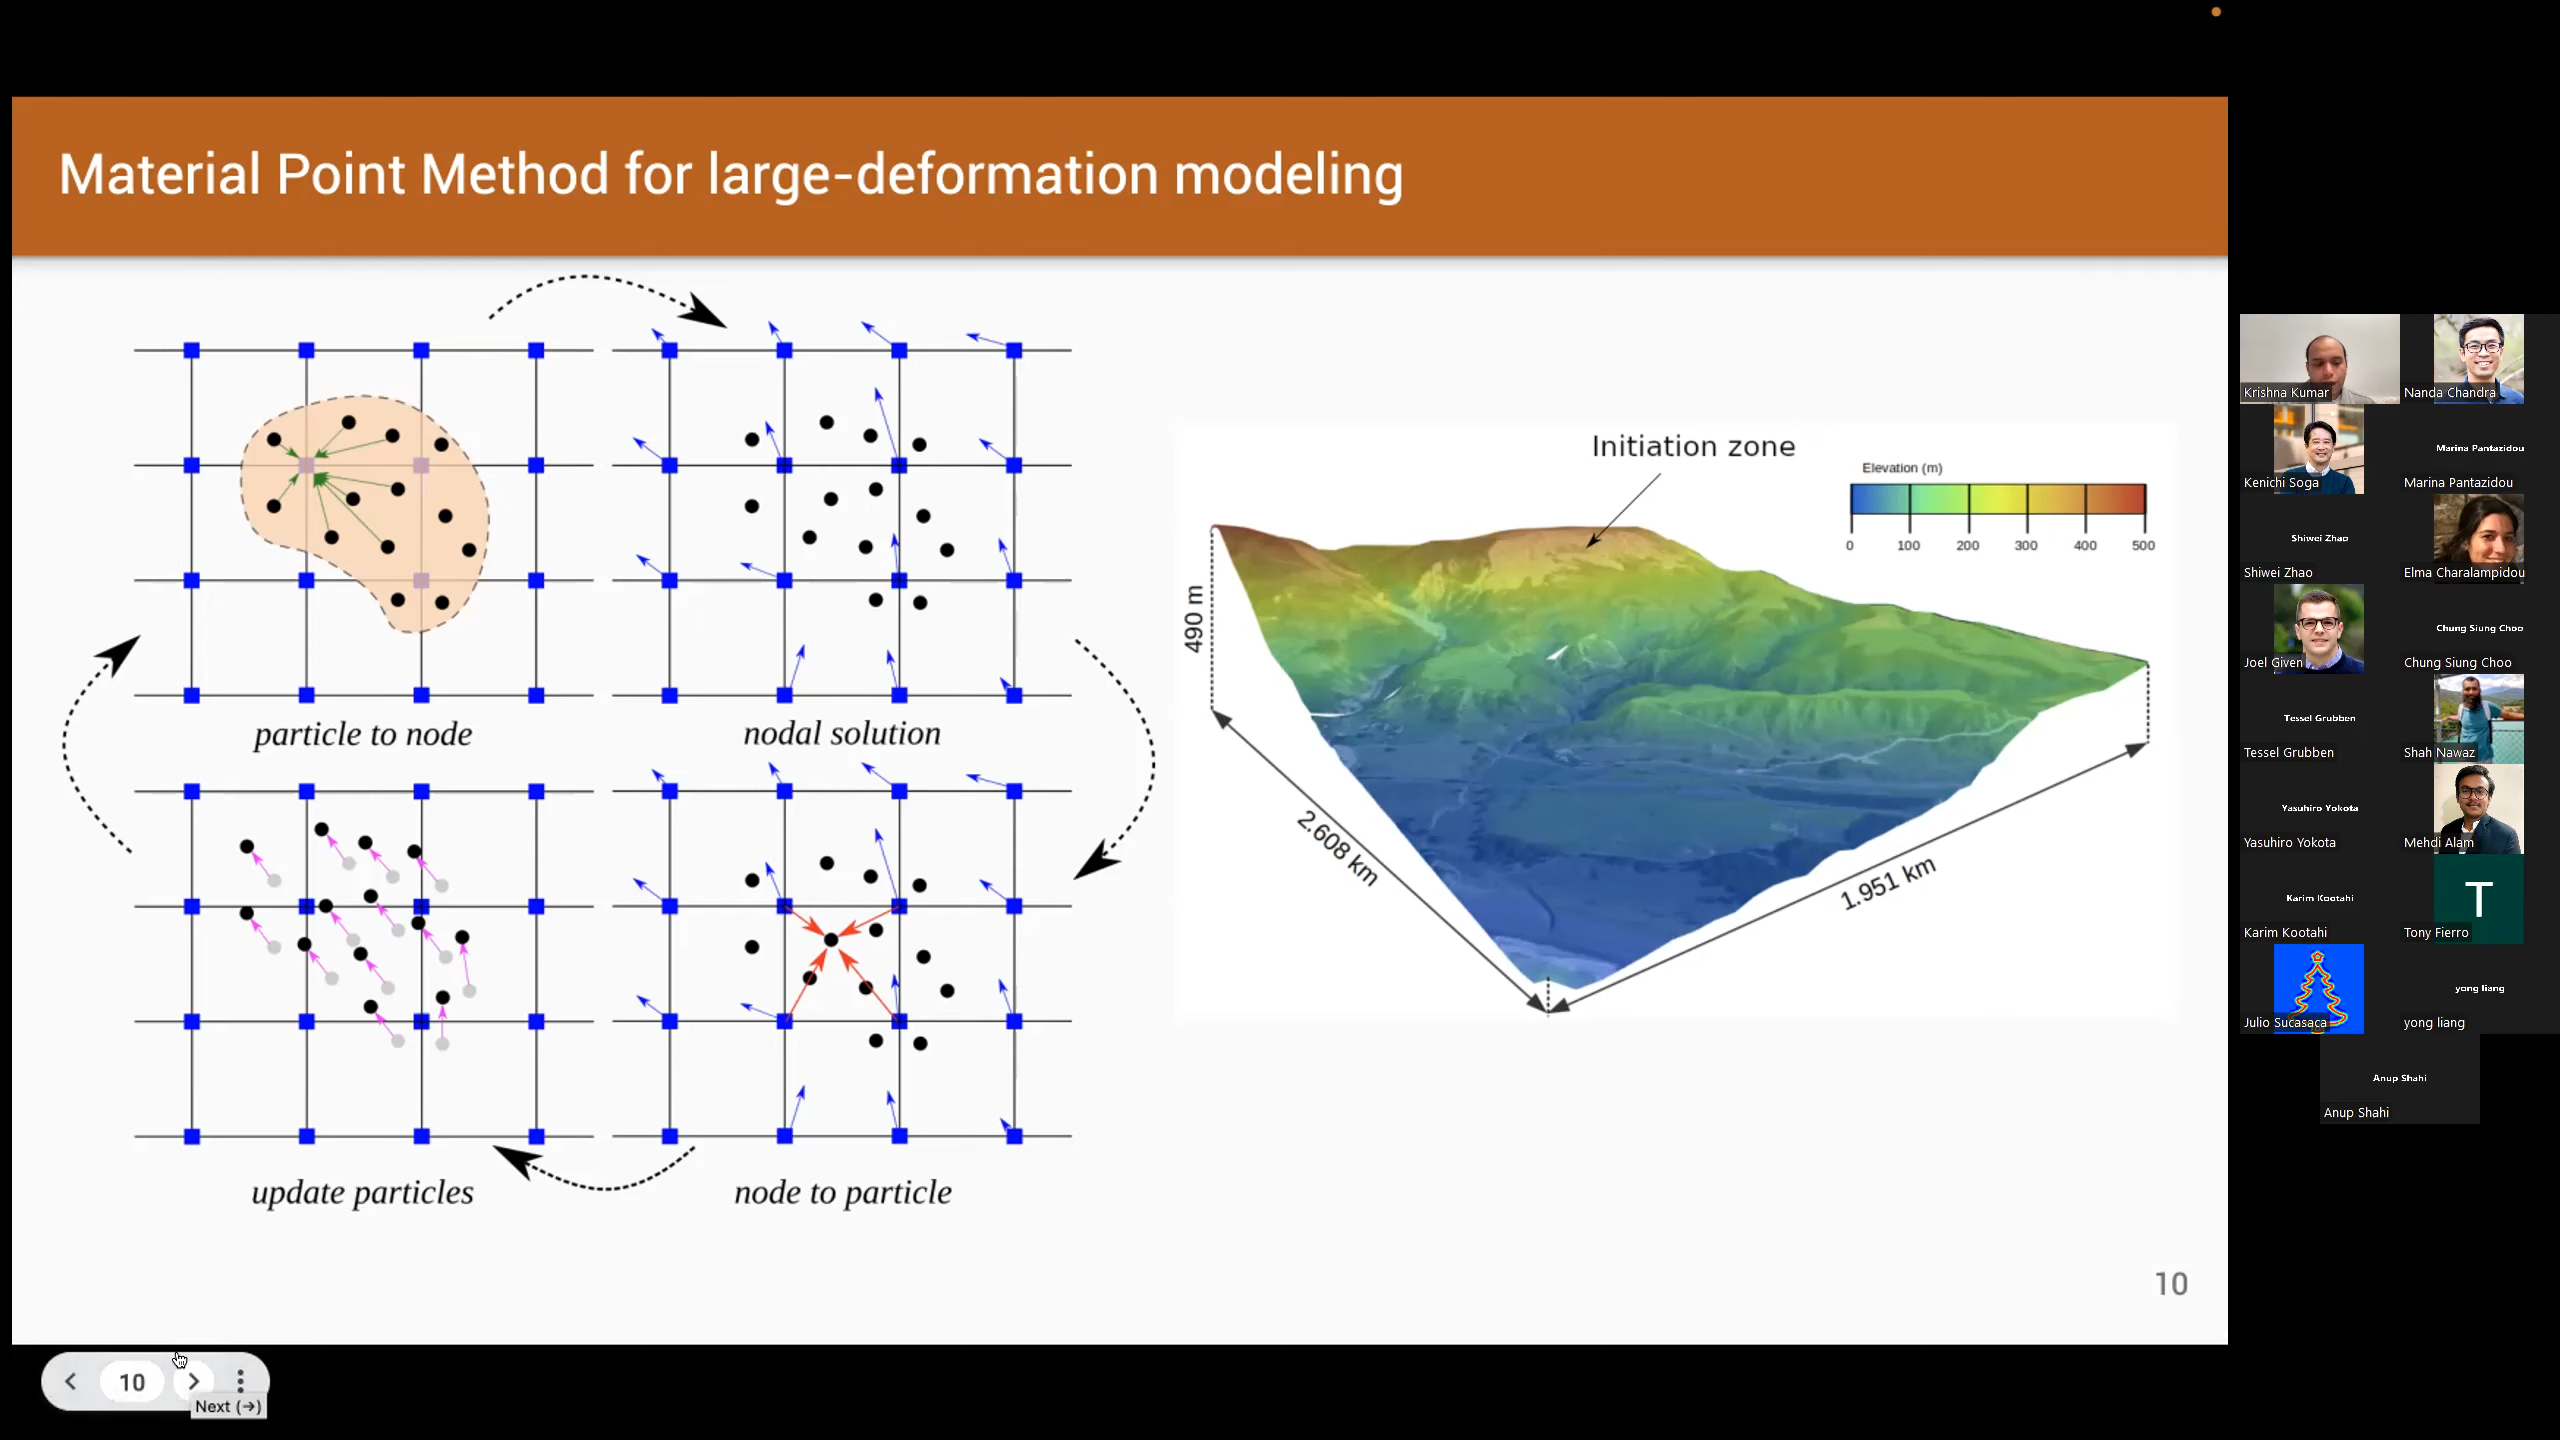 Material Point Method for large-deformation modeling
particle to node
nodal solution
update particles
node to particle
Initiation zone
Elevation (m)
0 100 200 300 400 500
490 m
2.608 km
1.951 km
10
10
Next (→)
Krishna Kumar
Nanda Chandra
Kenichi Soga
Marina Pantazidou
Marina Pantazidou
Shiwei Zhao
Shiwei Zhao
Elma Charalampidou
Joel Given
Chung Siung Choo
Chung Siung Choo
Tessel Grubben
Tessel Grubben
Shah Nawaz
Yasuhiro Yokota
Yasuhiro Yokota
Mehdi Alam
Karim Kootahi
Karim Kootahi
T
Tony Fierro
Julio Sucasaca
yong liang
yong liang
Anup Shahi
Anup Shahi